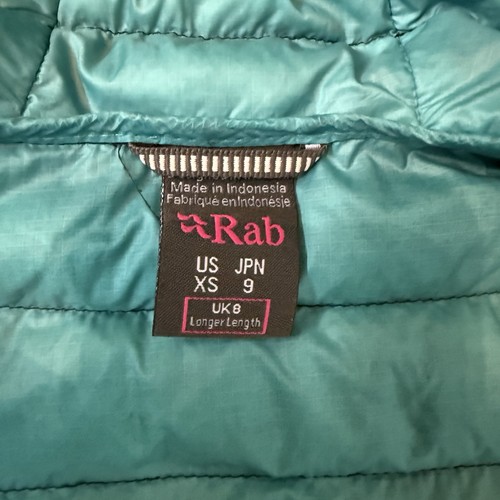 Made in Indonesia
Fabriqué en Indonésie
Rab
US JPN
XS 9
UK8
Longer Length